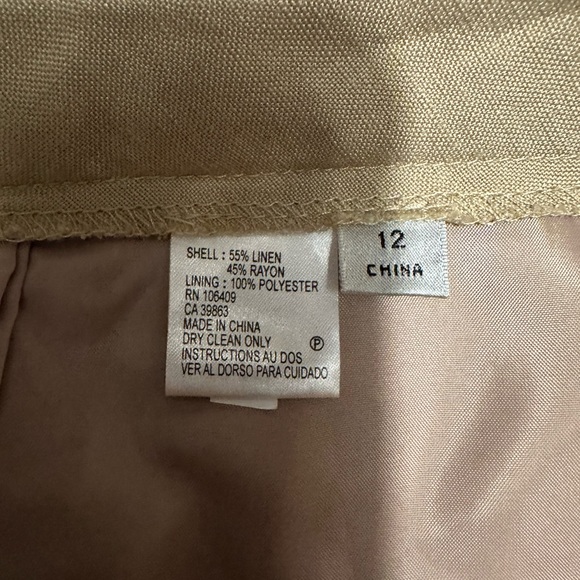 SHELL : 55% LINEN
45% RAYON
LINING : 100% POLYESTER
RN 106409
CA 39863
MADE IN CHINA
DRY CLEAN ONLY Ⓟ
INSTRUCTIONS AU DOS
VER AL DORSO PARA CUIDADO
12
CHINA